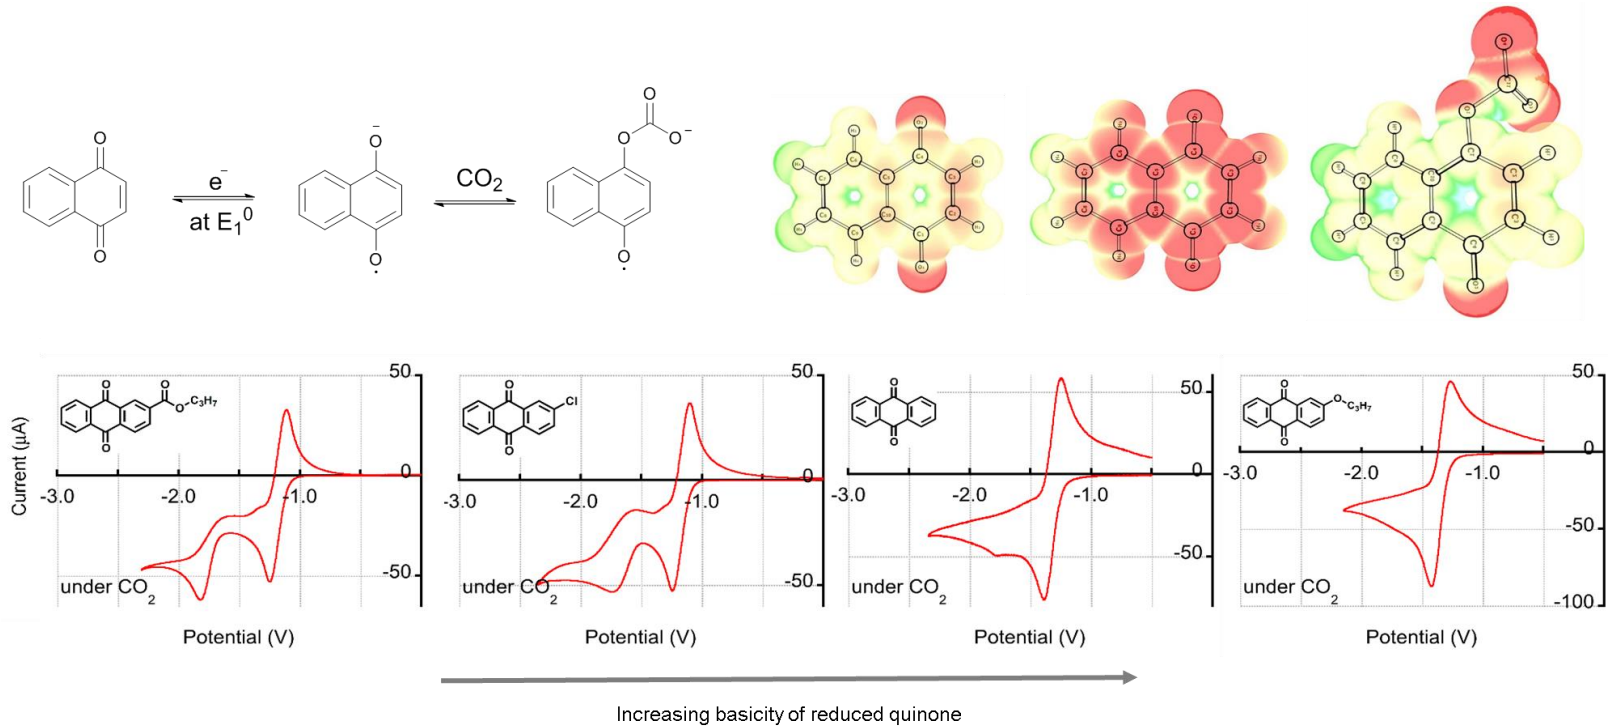 O
O
e⁻
at E₁⁰
O⁻
O·
CO₂
O
O
O⁻
O·
50
0
-50
-3.0
-2.0
-1.0
O
O
O
O
C₃H₇
Current (μA)
under CO₂
Potential (V)
50
0
-50
-3.0
-2.0
-1.0
O
O
Cl
under CO₂
Potential (V)
50
0
-50
-3.0
-2.0
-1.0
O
O
under CO₂
Potential (V)
50
0
-50
-100
-3.0
-2.0
-1.0
O
O
O
C₃H₇
under CO₂
Potential (V)
Increasing basicity of reduced quinone